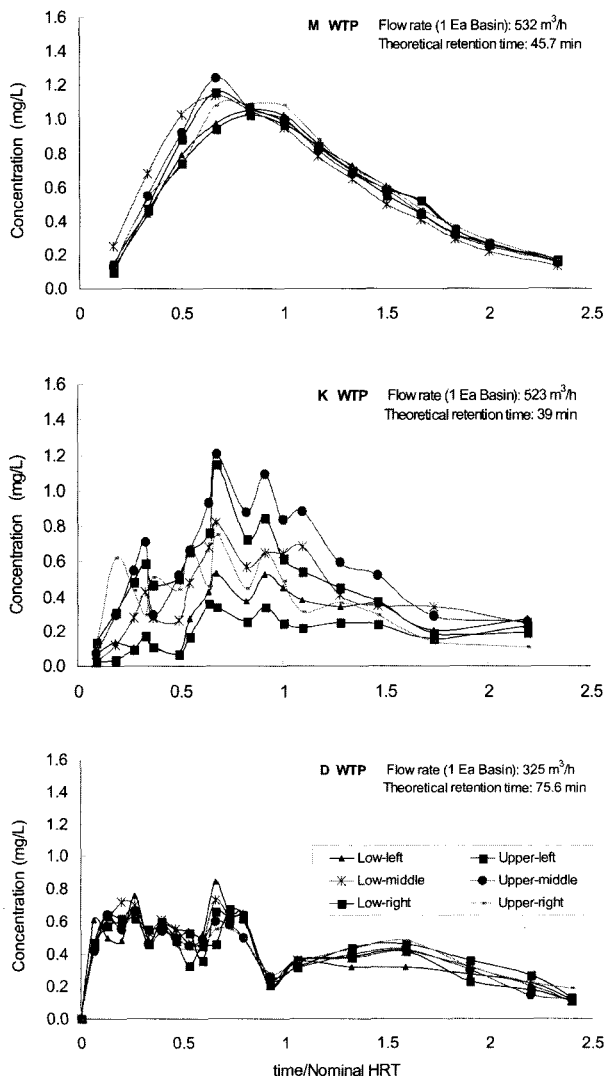 M WTP Flow rate (1 Ea Basin): 532 m³/h
Theoretical retention time: 45.7 min
Concentration (mg/L)
1.6
1.4
1.2
1.0
0.8
0.6
0.4
0.2
0.0
0 0.5 1 1.5 2 2.5
K WTP Flow rate (1 Ea Basin): 523 m³/h
Theoretical retention time: 39 min
Concentration (mg/L)
1.6
1.4
1.2
1.0
0.8
0.6
0.4
0.2
0.0
0 0.5 1 1.5 2 2.5
D WTP Flow rate (1 Ea Basin): 325 m³/h
Theoretical retention time: 75.6 min
Concentration (mg/L)
1.6
1.4
1.2
1.0
0.8
0.6
0.4
0.2
0.0
Low-left Upper-left
Low-middle Upper-middle
Low-right Upper-right
0 0.5 1 1.5 2 2.5
time/Nominal HRT